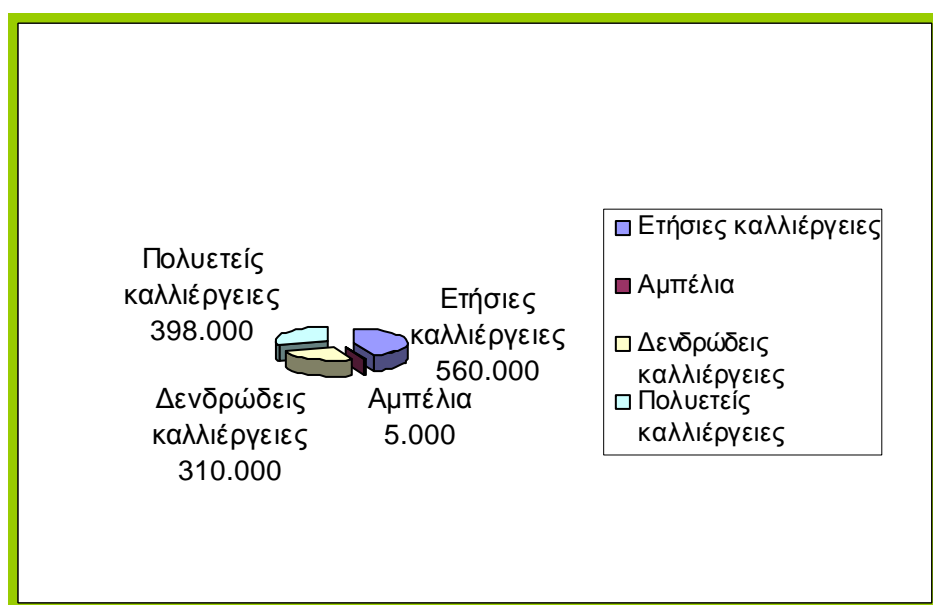 Πολυετείς
καλλιέργειες
398.000
Ετήσιες
καλλιέργειες
560.000
Δενδρώδεις
καλλιέργειες
310.000
Αμπέλια
5.000
Ετήσιες καλλιέργειες
Αμπέλια
Δενδρώδεις
καλλιέργειες
Πολυετείς
καλλιέργειες